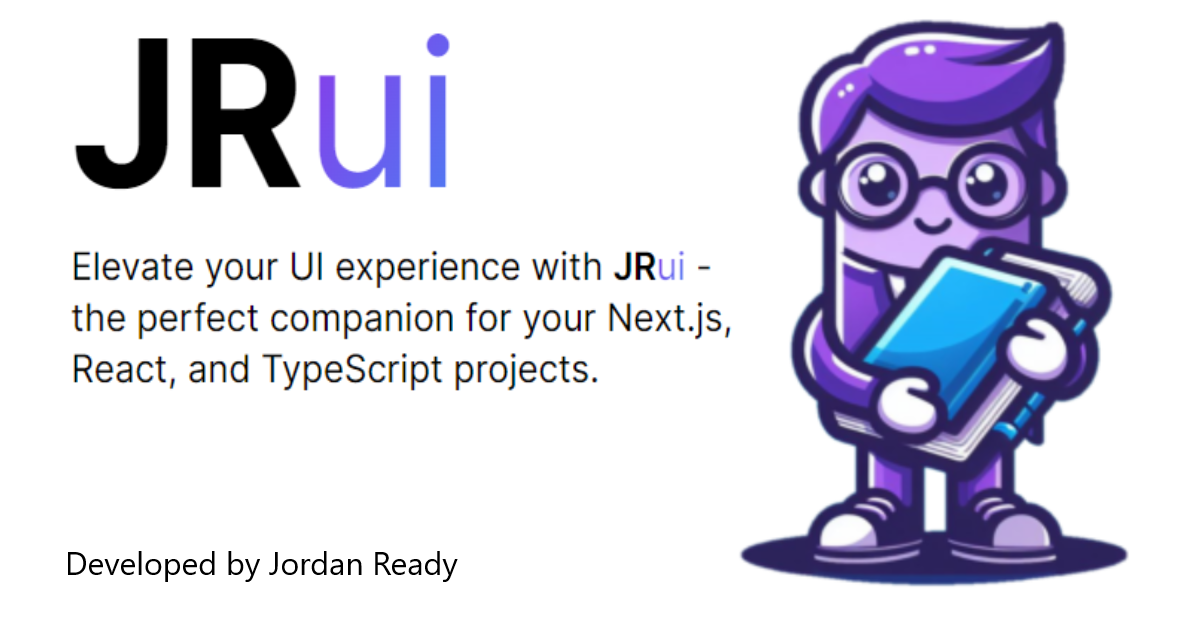 JRui
Elevate your UI experience with JRui -
the perfect companion for your Next.js,
React, and TypeScript projects.
Developed by Jordan Ready